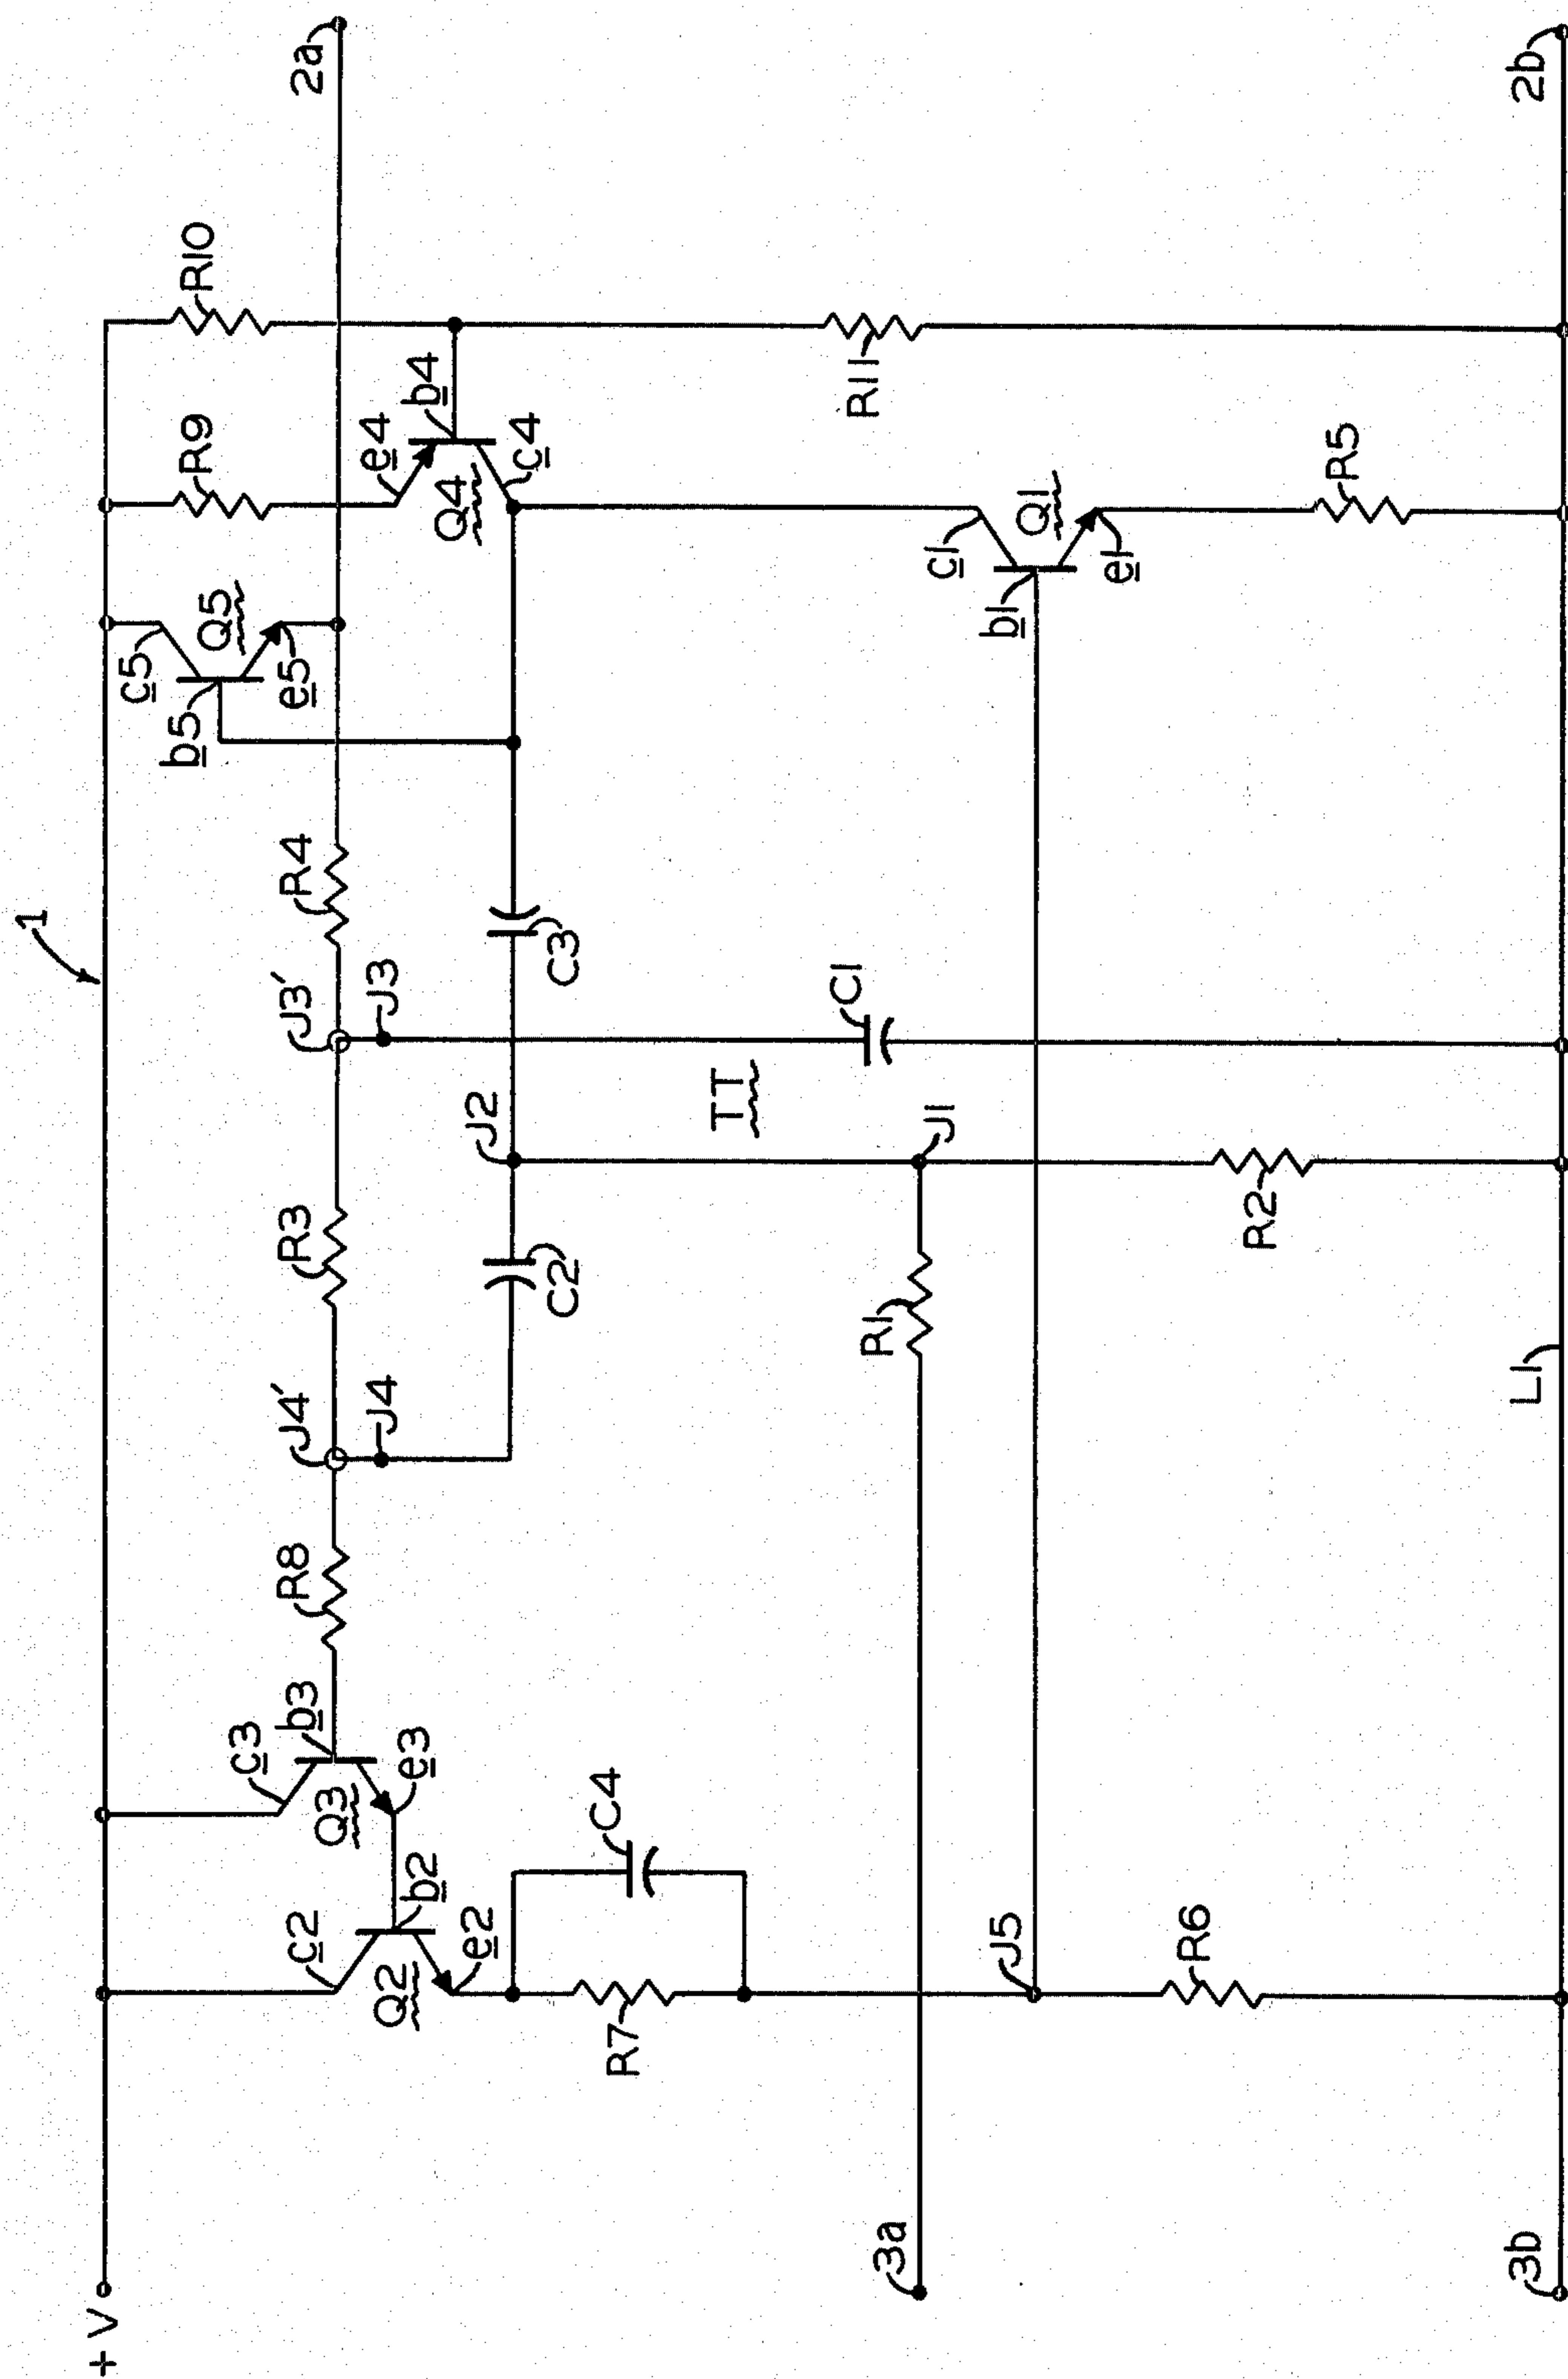 1
+ V
c5
b5
Q5
R9
R10
c3
b3
R8
J4′
R3
J3′
R4
e5
2a
c2
Q3
J4
J3
e4
Q2
e3
b2
b4
Q4
e2
J2
c4
C4
C2
C3
R7
TT
C1
R11
3a
R1
J1
c1
b1
Q1
J5
e1
R6
R2
R5
3b
L1
2b